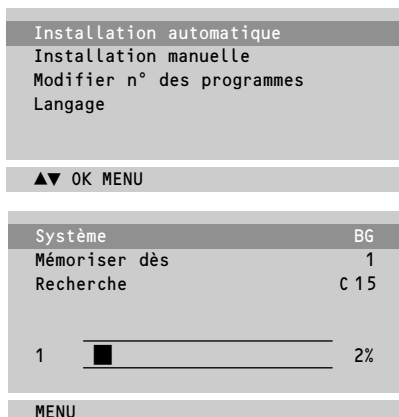 Installation automatique
Installation manuelle
Modifier n° des programmes
Langage
▲▼ OK MENU
Système BG
Mémoriser dès 1
Recherche C 15
1 2%
MENU